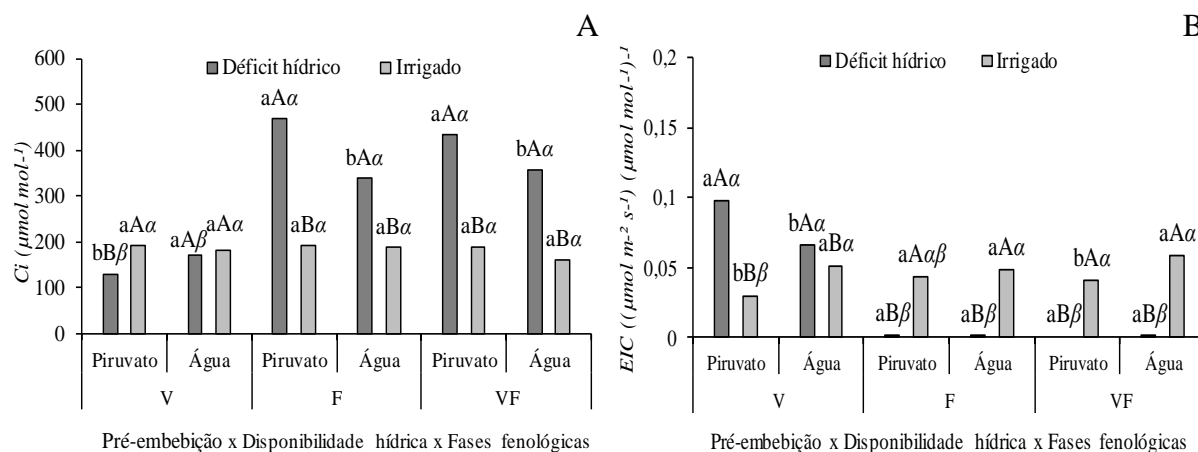 A
600
500
400
300
200
100
0
Ci (µmol mol-¹)
Déficit hídrico
Irrigado
bBβ
aAα
aAβ
aAα
aAα
aBα
bAα
aBα
aAα
aBα
bAα
aBα
Piruvato
Água
Piruvato
Água
Piruvato
Água
V
F
VF
Pré-embebição x Disponibilidade hídrica x Fases fenológicas
B
0,2
0,15
0,1
0,05
0
EIC ((µmol m-² s-¹) (µmol mol-¹)-¹
Déficit hídrico
Irrigado
aAα
bBβ
bAα
aBα
aBβ
aAαβ
aBβ
aAα
aBβ
bAα
aBβ
aAα
Piruvato
Água
Piruvato
Água
Piruvato
Água
V
F
VF
Pré-embebição x Disponibilidade hídrica x Fases fenológicas